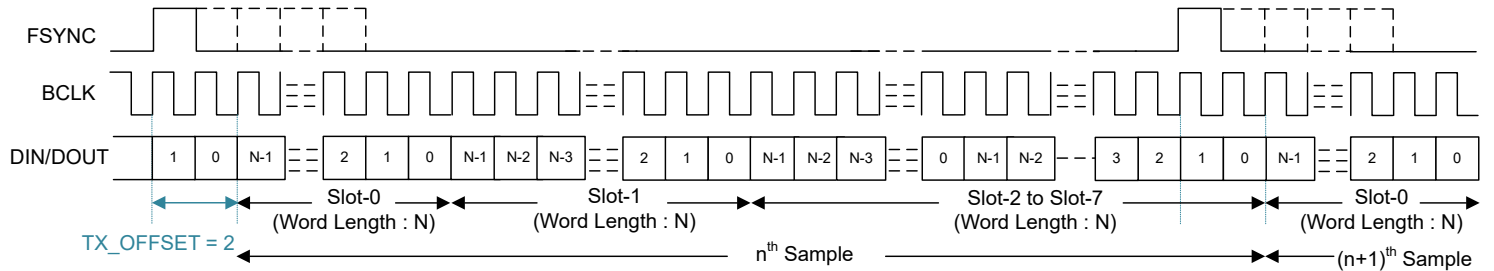 FSYNC
BCLK
DIN/DOUT
1 0 N-1 2 1 0 N-1 N-2 N-3 2 1 0 N-1 N-2 N-3 0 N-1 N-2 3 2 1 0 N-1 2 1 0
Slot-0 Slot-1 Slot-2 to Slot-7 Slot-0
(Word Length : N) (Word Length : N) (Word Length : N) (Word Length : N)
TX_OFFSET = 2
nth Sample (n+1)th Sample